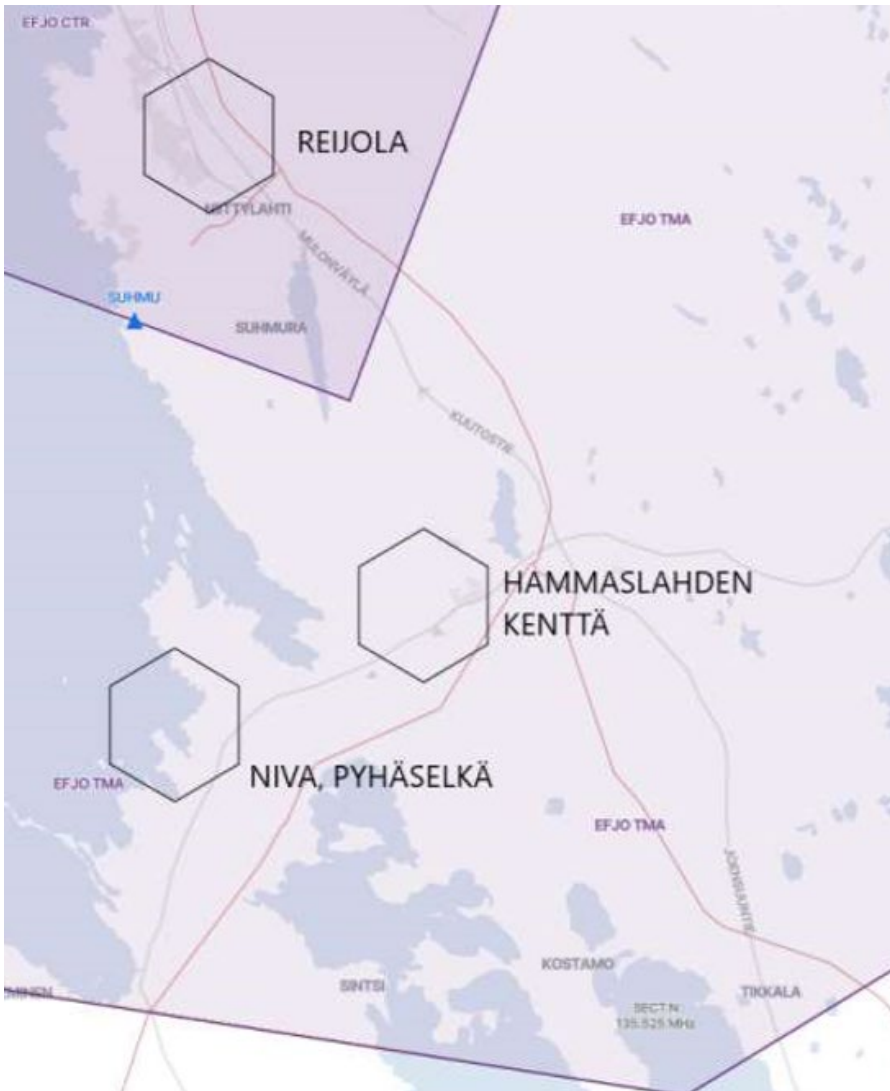 EFJO CTR
REIJOLA
NIITTYLAHTI
EFJO TMA
MULONVÄYLÄ
SUHMU
SUHMURA
KUUTOSTIE
HAMMASLAHDEN
KENTTÄ
NIVA, PYHÄSELKÄ
EFJO TMA
EFJO TMA
JOENSUUNTIE
KOSTAMO
SINTSI
TIKKALA
SECT N
135.525 MHz